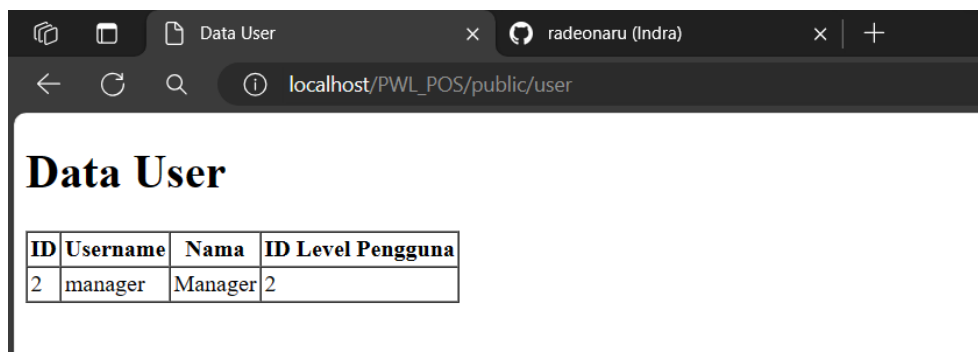 Data User
radeonaru (Indra)
localhost/PWL_POS/public/user
Data User
ID Username Nama ID Level Pengguna
2 manager Manager 2